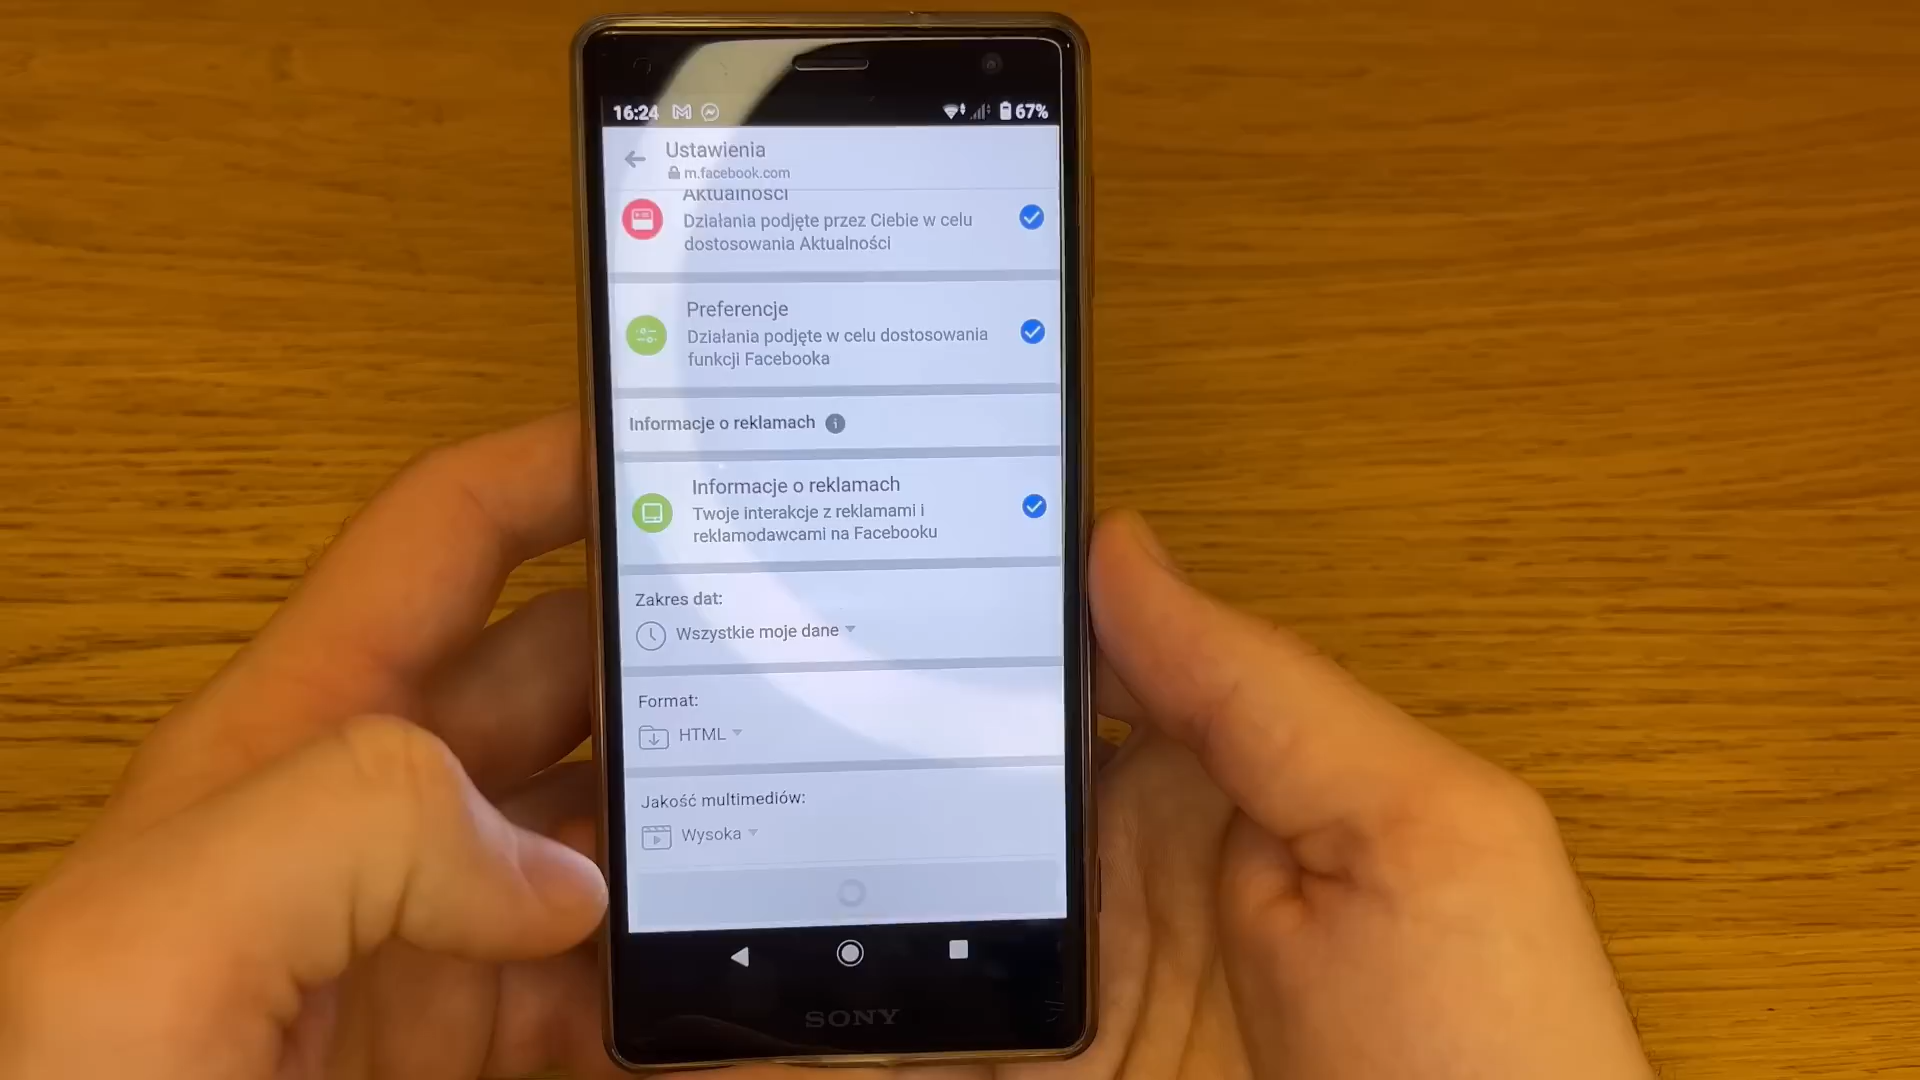 16:24
67%
Ustawienia
m.facebook.com
Aktualności
Działania podjęte przez Ciebie w celu
dostosowania Aktualności
Preferencje
Działania podjęte w celu dostosowania
funkcji Facebooka
Informacje o reklamach
Informacje o reklamach
Twoje interakcje z reklamami i
reklamodawcami na Facebooku
Zakres dat:
Wszystkie moje dane
Format:
HTML
Jakość multimediów:
Wysoka
SONY